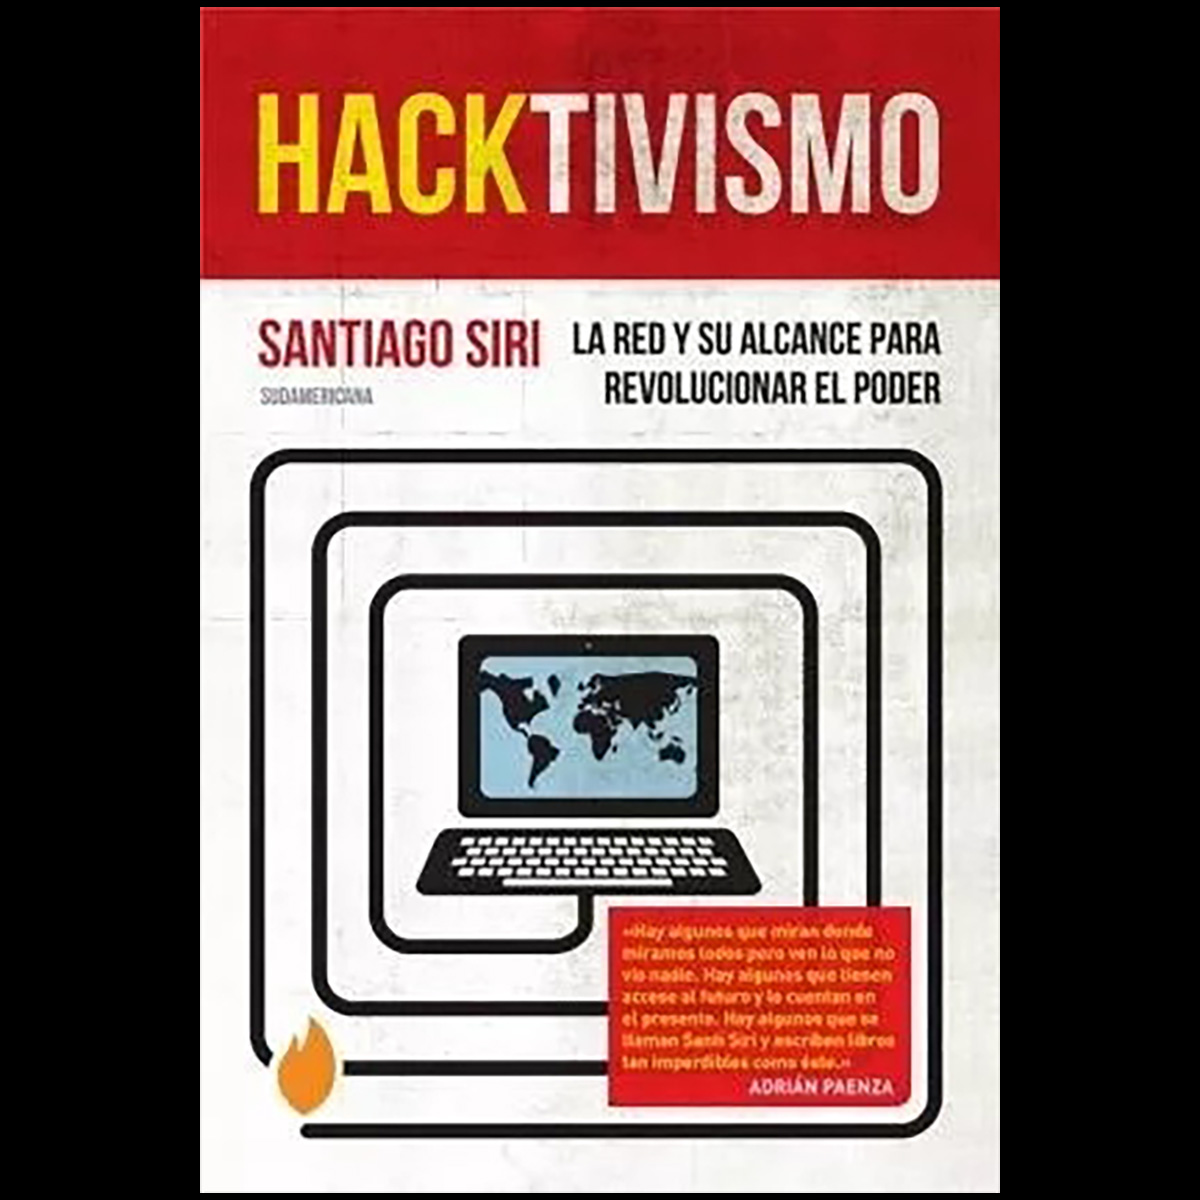 HACKTIVISMO
SANTIAGO SIRI
SUDAMERICANA
LA RED Y SU ALCANCE PARA
REVOLUCIONAR EL PODER
«Hay algunos que miran donde
miramos todos pero ven lo que no
vio nadie. Hay algunos que tienen
acceso al futuro y lo cuentan en
el presente. Hay algunos que se
llaman Santi Siri y escriben libros
tan imperdibles como éste.»
ADRIÁN PAENZA